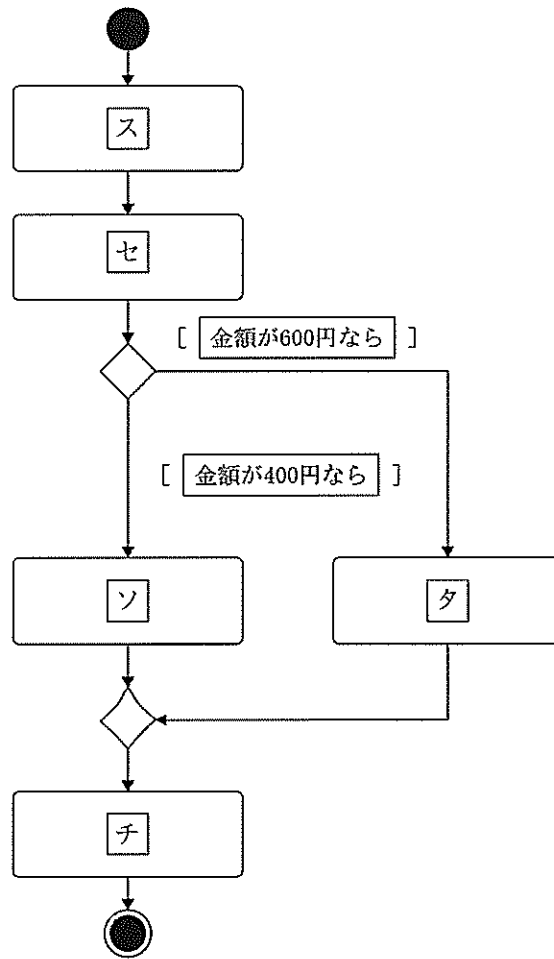 ス
セ
[ 金額が600円なら ]
[ 金額が400円なら ]
ソ
タ
チ